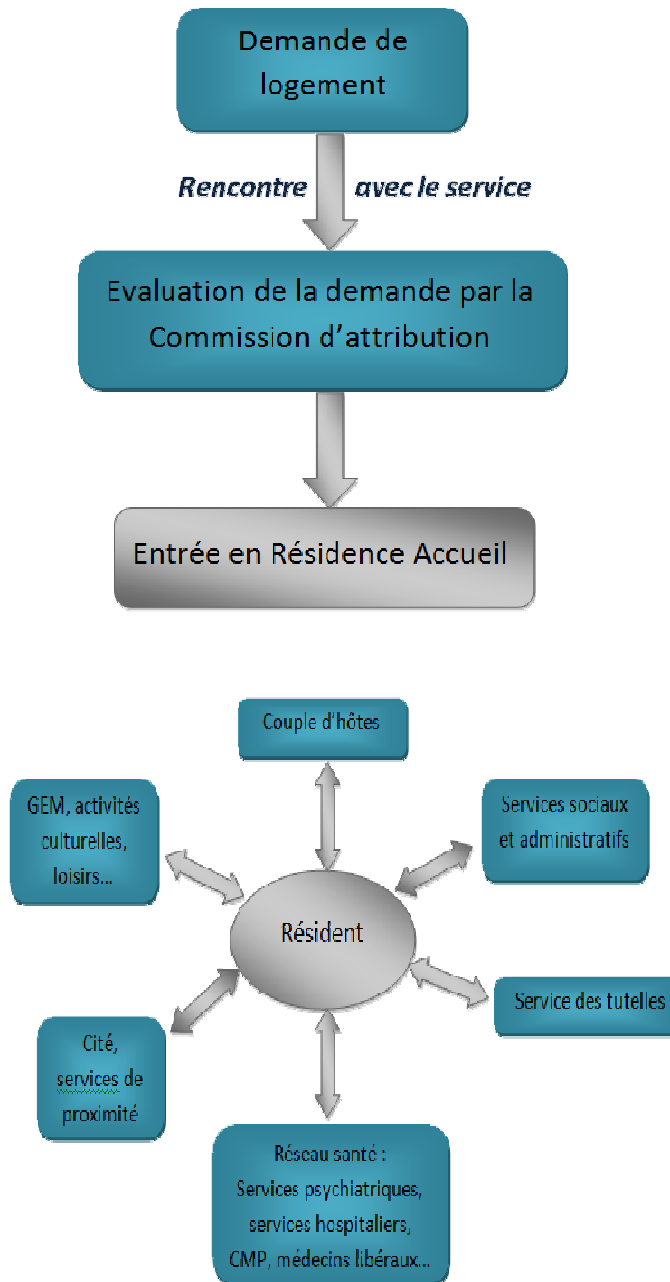 Demande de
logement
Rencontre avec le service
Evaluation de la demande par la
Commission d'attribution
Entrée en Résidence Accueil
Couple d'hôtes
GEM, activités
culturelles,
loisirs...
Services sociaux
et administratifs
Résident
Service des tutelles
Cité,
services de
proximité
Réseau santé :
Services psychiatriques,
services hospitaliers,
CMP, médecins libéraux...